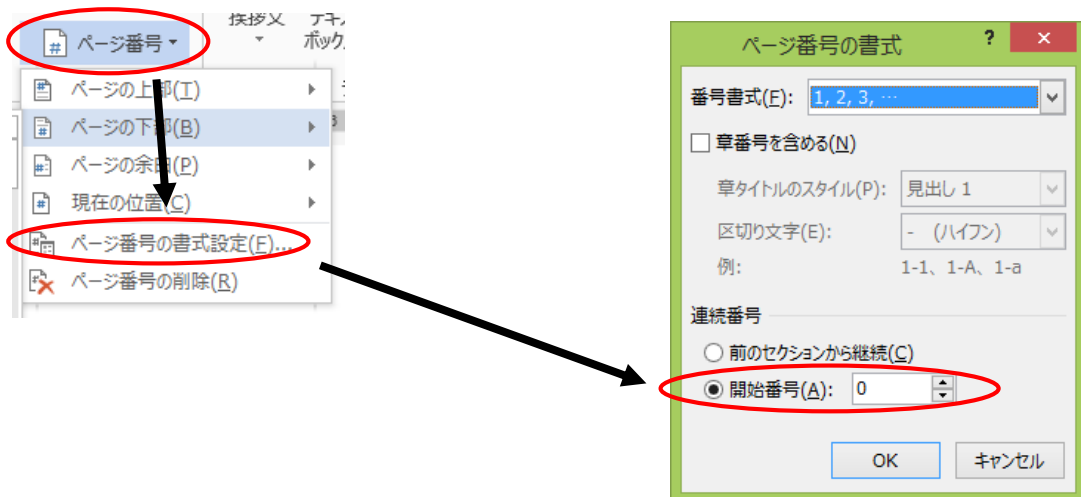 挨拶文 テキ
ボック
ページ番号
ページの上部(T)
ページの下部(B)
ページの余白(P)
現在の位置(C)
ページ番号の書式設定(F)...
ページ番号の削除(R)
ページ番号の書式 ? ×
番号書式(F): 1, 2, 3, …
章番号を含める(N)
章タイトルのスタイル(P): 見出し 1
区切り文字(E): - (ハイフン)
例: 1-1、1-A、1-a
連続番号
前のセクションから継続(C)
開始番号(A): 0
OK キャンセル